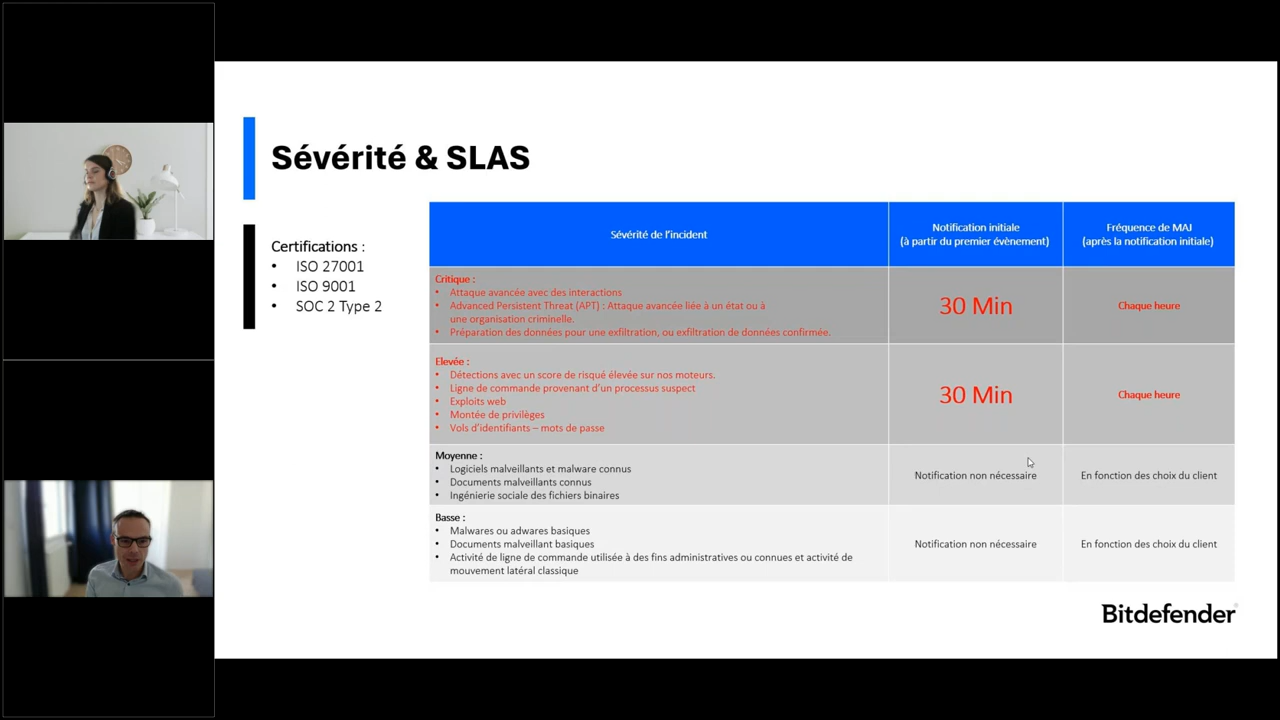 Sévérité & SLAS
Certifications :
• ISO 27001
• ISO 9001
• SOC 2 Type 2
Sévérité de l'incident
Notification initiale
(à partir du premier évènement)
Fréquence de MAJ
(après la notification initiale)
Critique :
• Attaque avancée avec des interactions
• Advanced Persistent Threat (APT) : Attaque avancée liée à un état ou à
une organisation criminelle.
• Préparation des données pour une exfiltration, ou exfiltration de données confirmée.
30 Min
Chaque heure
Elevée :
• Détections avec un score de risqué élevée sur nos moteurs.
• Ligne de commande provenant d'un processus suspect
• Exploits web
• Montée de privilèges
• Vols d'identifiants – mots de passe
30 Min
Chaque heure
Moyenne :
• Logiciels malveillants et malware connus
• Documents malveillants connus
• Ingénierie sociale des fichiers binaires
Notification non nécessaire
En fonction des choix du client
Basse :
• Malwares ou adwares basiques
• Documents malveillant basiques
• Activité de ligne de commande utilisée à des fins administratives ou connues et activité de
mouvement latéral classique
Notification non nécessaire
En fonction des choix du client
Bitdefender